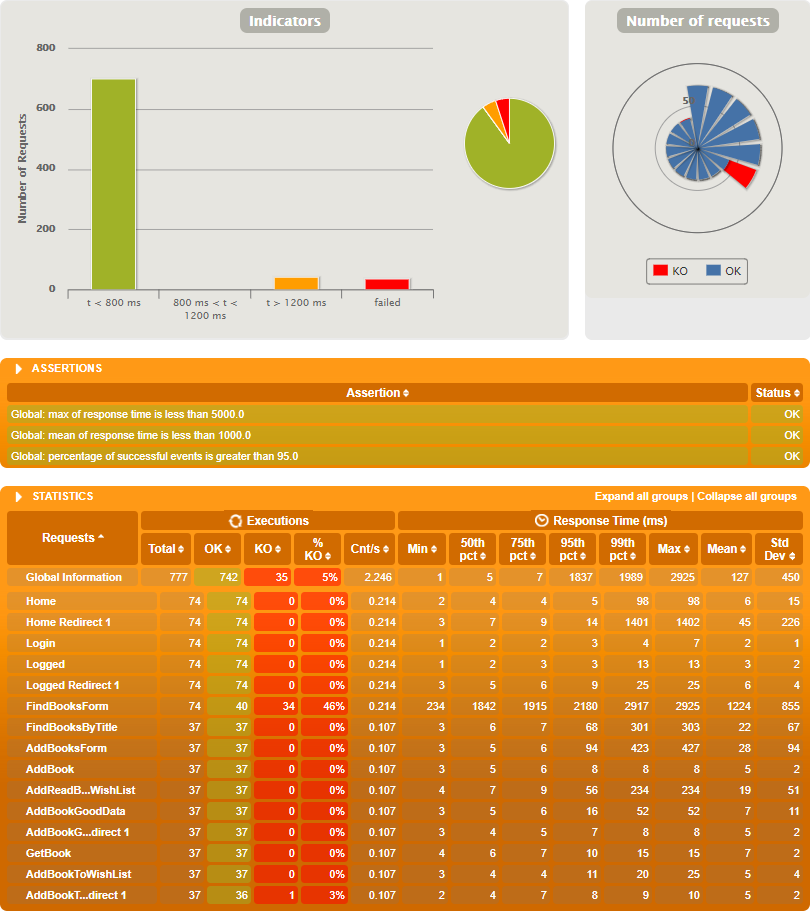 Indicators
800
600
400
200
0
Number of Requests
t < 800 ms
800 ms < t <
1200 ms
t > 1200 ms
failed
Number of requests
50
KO OK
ASSERTIONS
Assertion Status
Global: max of response time is less than 5000.0 OK
Global: mean of response time is less than 1000.0 OK
Global: percentage of successful events is greater than 95.0 OK
STATISTICS Expand all groups | Collapse all groups
Requests Executions Response Time (ms)
Total OK KO % KO Cnt/s Min 50th pct 75th pct 95th pct 99th pct Max Mean Std Dev
Global Information 777 742 35 5% 2.246 1 5 7 1837 1989 2925 127 450
Home 74 74 0 0% 0.214 2 4 4 5 98 98 6 15
Home Redirect 1 74 74 0 0% 0.214 3 7 9 14 1401 1402 45 226
Login 74 74 0 0% 0.214 1 2 2 3 4 7 2 1
Logged 74 74 0 0% 0.214 1 2 3 3 13 13 3 2
Logged Redirect 1 74 74 0 0% 0.214 3 5 6 9 25 25 6 4
FindBooksForm 74 40 34 46% 0.214 234 1842 1915 2180 2917 2925 1224 855
FindBooksByTitle 37 37 0 0% 0.107 3 6 7 68 301 303 22 67
AddBooksForm 37 37 0 0% 0.107 3 5 6 94 423 427 28 94
AddBook 37 37 0 0% 0.107 3 5 6 8 8 8 5 2
AddReadB...WishList 37 37 0 0% 0.107 4 7 9 56 234 234 19 51
AddBookGoodData 37 37 0 0% 0.107 3 5 6 16 52 52 7 11
AddBookG...direct 1 37 37 0 0% 0.107 3 4 5 7 8 8 5 2
GetBook 37 37 0 0% 0.107 4 6 7 10 15 15 7 2
AddBookToWishList 37 37 0 0% 0.107 3 4 4 11 20 25 5 4
AddBookT...direct 1 37 36 1 3% 0.107 2 4 7 8 9 10 5 2